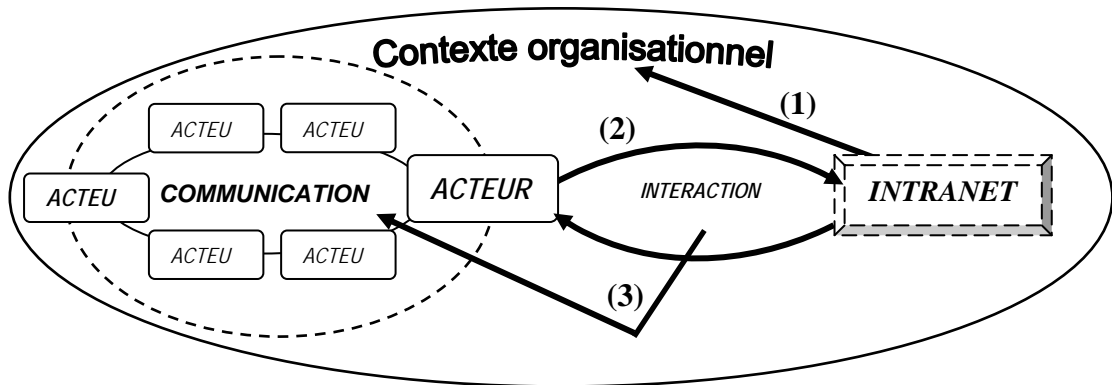 Contexte organisationnel
(1)
(2)
ACTEU ACTEU
ACTEU COMMUNICATION ACTEUR INTERACTION INTRANET
ACTEU ACTEU
(3)